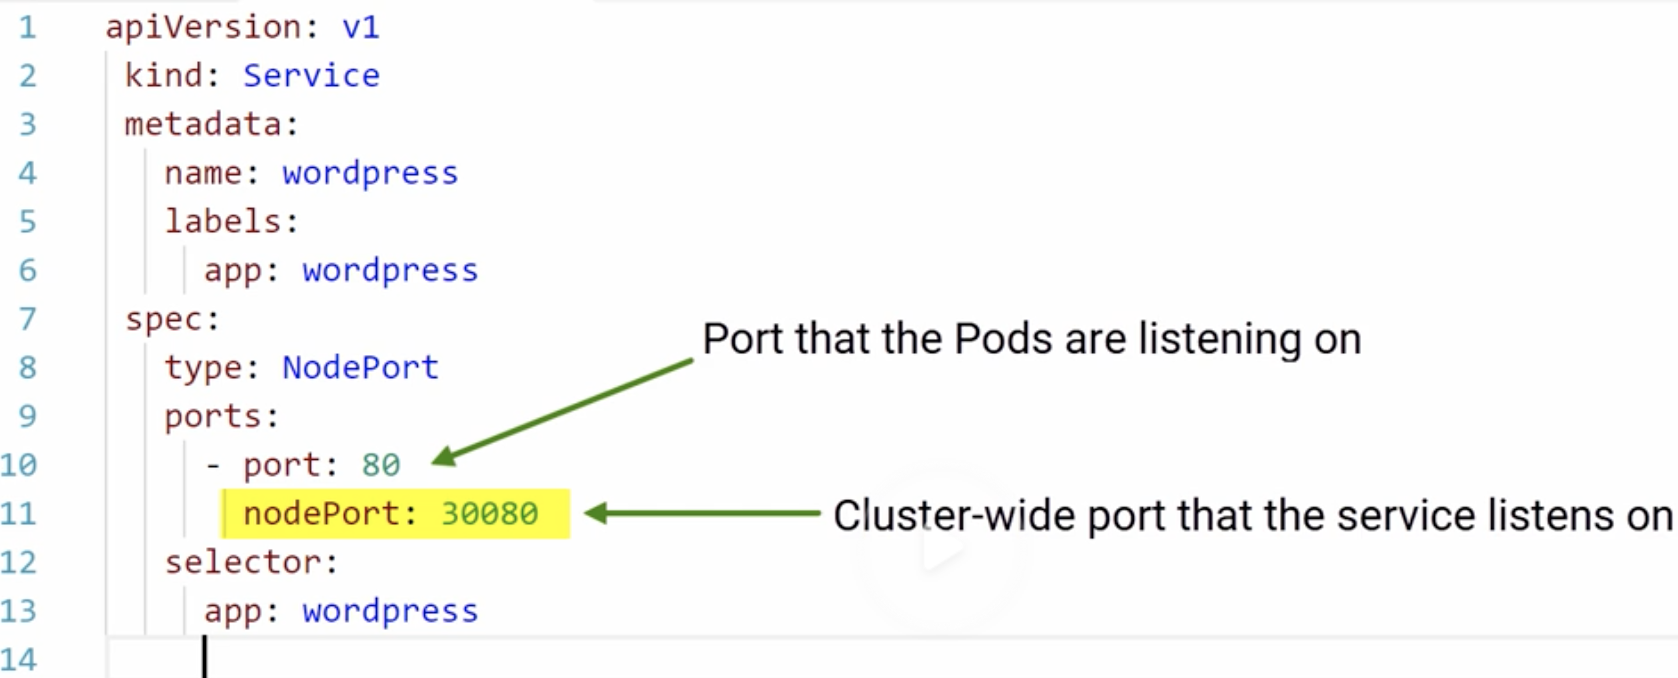 1 apiVersion: v1
2 kind: Service
3 metadata:
4 name: wordpress
5 labels:
6 app: wordpress
7 spec:
Port that the Pods are listening on
8 type: NodePort
9 ports:
10 - port: 80
11 nodePort: 30080 Cluster-wide port that the service listens on
12 selector:
13 app: wordpress
14